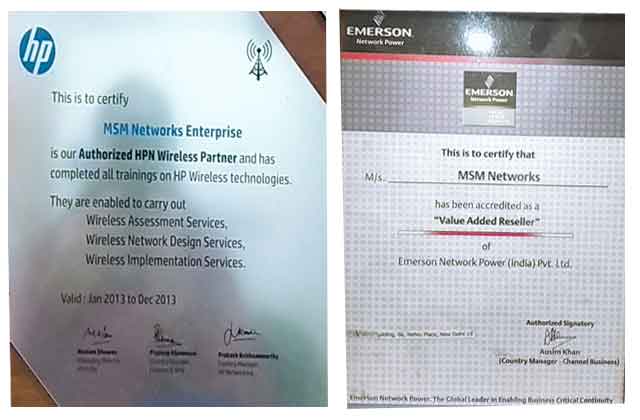 hp
This is to certify
MSM Networks Enterprise
is our Authorized HPN Wireless Partner and has
completed all trainings on HP Wireless technologies.
They are enabled to carry out
Wireless Assessment Services,
Wireless Network Design Services,
Wireless Implementation Services.
Valid : Jan 2013 to Dec 2013
EMERSON
Network Power
EMERSON
Network Power
This is to certify that
M/s. MSM Networks
has been accredited as a
"Value Added Reseller"
of
Emerson Network Power (India) Pvt. Ltd.
Place, New Delhi
Authorized Signatory
Ausim Khan
(Country Manager - Channel Business)
Emerson Network Power. The Global Leader in Enabling Business Critical Continuity